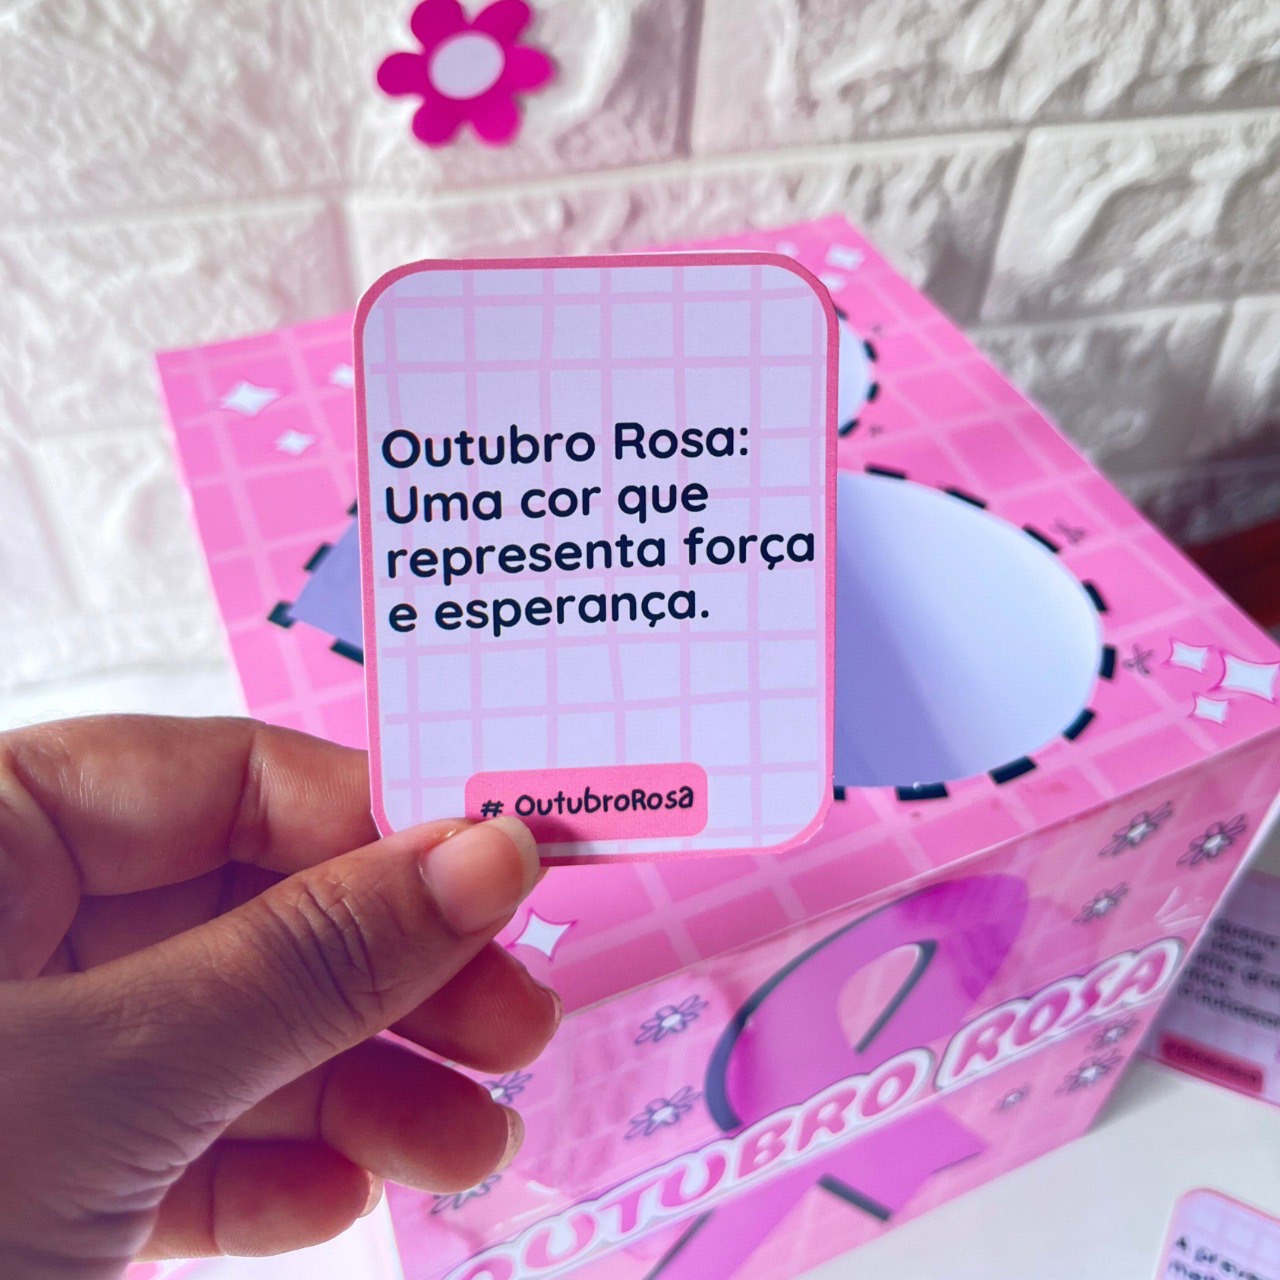 Outubro Rosa:
Uma cor que
representa força
e esperança.
# OutubroRosa
OUTUBRO ROSA
A